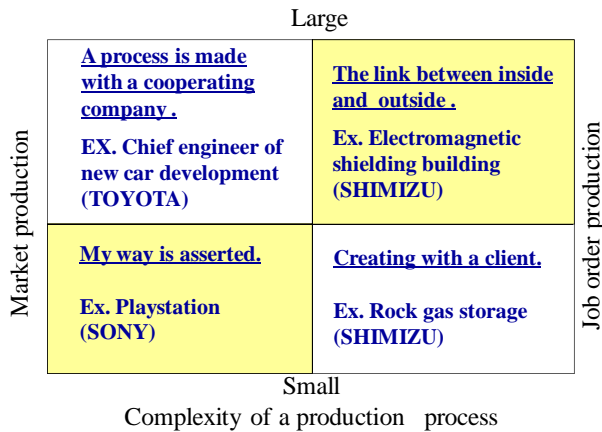 Large
A process is made
with a cooperating
company .
EX. Chief engineer of
new car development
(TOYOTA)
The link between inside
and outside .
Ex. Electromagnetic
shielding building
(SHIMIZU)
Market production
Job order production
My way is asserted.
Ex. Playstation
(SONY)
Creating with a client.
Ex. Rock gas storage
(SHIMIZU)
Small
Complexity of a production process